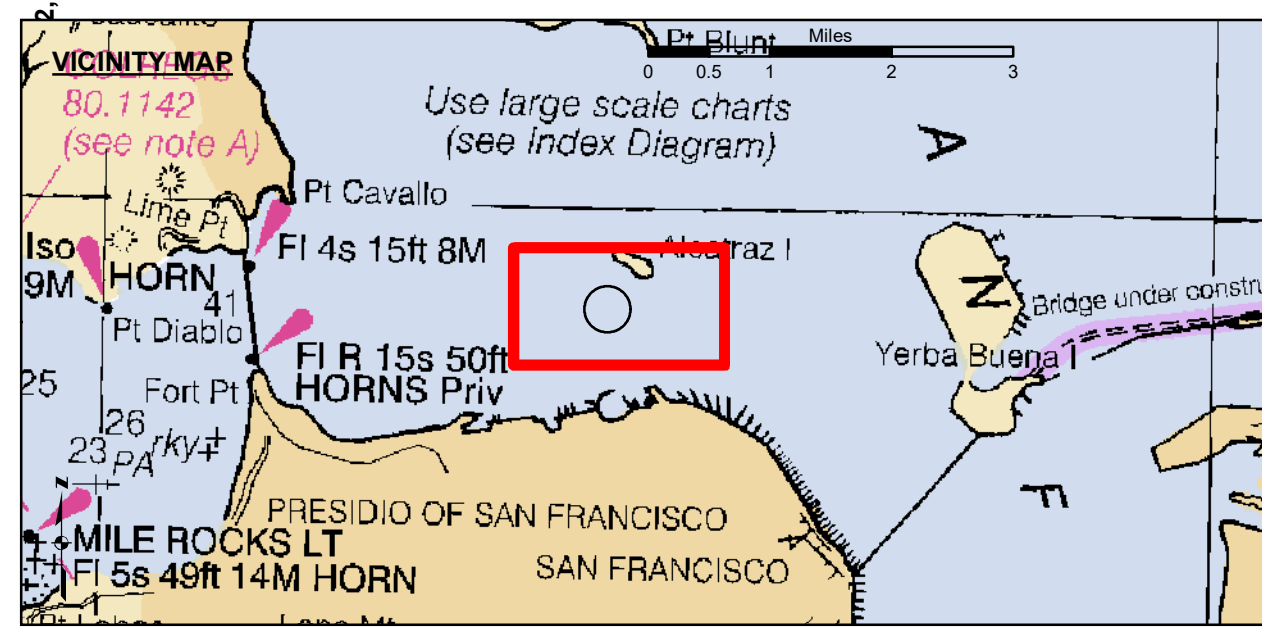 Pt Blunt
Miles
0 0.5 1 2 3
VICINITY MAP
COLREGS
80.1142
(see note A)
Use large scale charts
(see Index Diagram)
A
Pt Cavallo
Lime Pt
Iso
9M
HORN
Fl 4s 15ft 8M
Alcatraz I
41
N
Bridge under constru
Pt Diablo
Fl R 15s 50ft
HORNS Priv
Yerba Buena I
25
Fort Pt
26
23
PA
rky
F
N
PRESIDIO OF SAN FRANCISCO
MILE ROCKS LT
Fl 5s 49ft 14M HORN
SAN FRANCISCO